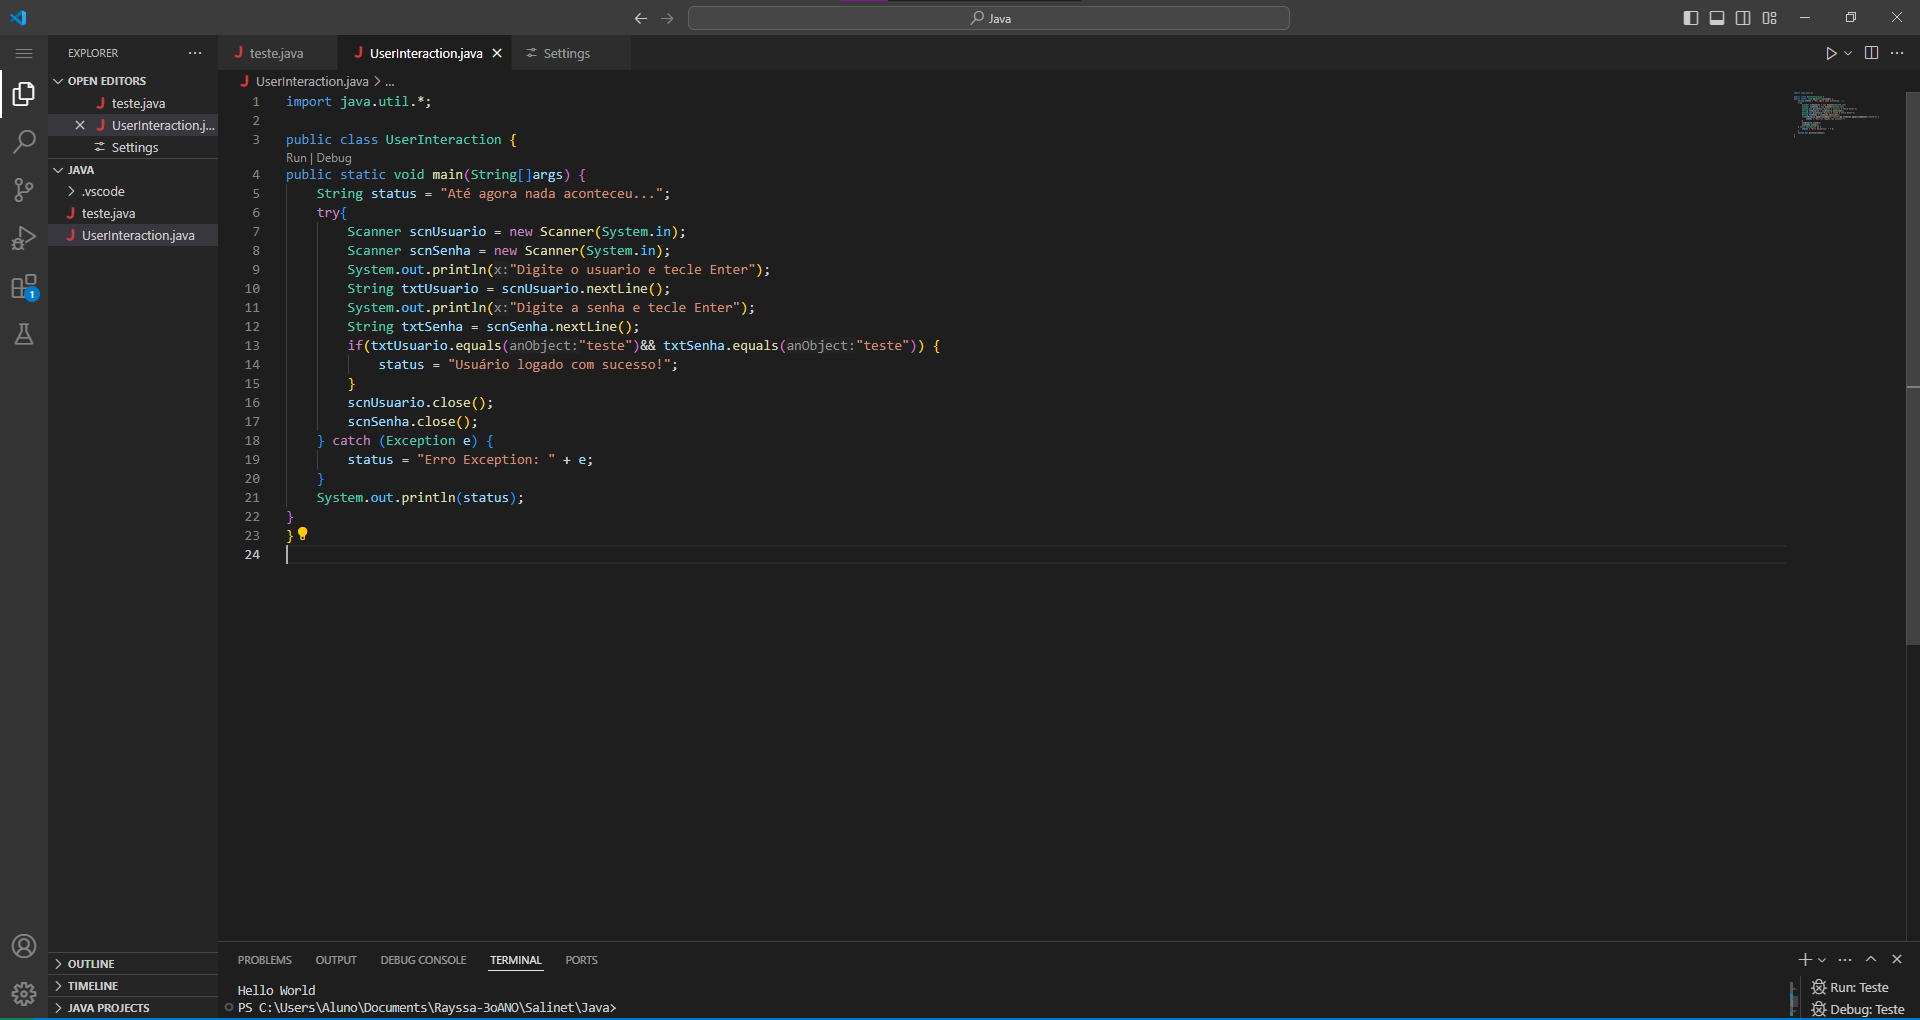 Java
EXPLORER
OPEN EDITORS
teste.java
UserInteraction.j...
Settings
JAVA
.vscode
teste.java
UserInteraction.java
1
OUTLINE
TIMELINE
JAVA PROJECTS
teste.java
UserInteraction.java
Settings
UserInteraction.java > ...
1 import java.util.*;
2
3 public class UserInteraction {
Run | Debug
4 public static void main(String[]args) {
5 String status = "Até agora nada aconteceu...";
6 try{
7 Scanner scnUsuario = new Scanner(System.in);
8 Scanner scnSenha = new Scanner(System.in);
9 System.out.println(x:"Digite o usuario e tecle Enter");
10 String txtUsuario = scnUsuario.nextLine();
11 System.out.println(x:"Digite a senha e tecle Enter");
12 String txtSenha = scnSenha.nextLine();
13 if(txtUsuario.equals(anObject:"teste")&& txtSenha.equals(anObject:"teste")) {
14 status = "Usuário logado com sucesso!";
15 }
16 scnUsuario.close();
17 scnSenha.close();
18 } catch (Exception e) {
19 status = "Erro Exception: " + e;
20 }
21 System.out.println(status);
22 }
23 }
24
PROBLEMS OUTPUT DEBUG CONSOLE TERMINAL PORTS
Hello World
PS C:\Users\Aluno\Documents\Rayssa-3oANO\Salinet\Java>
Run: Teste
Debug: Teste